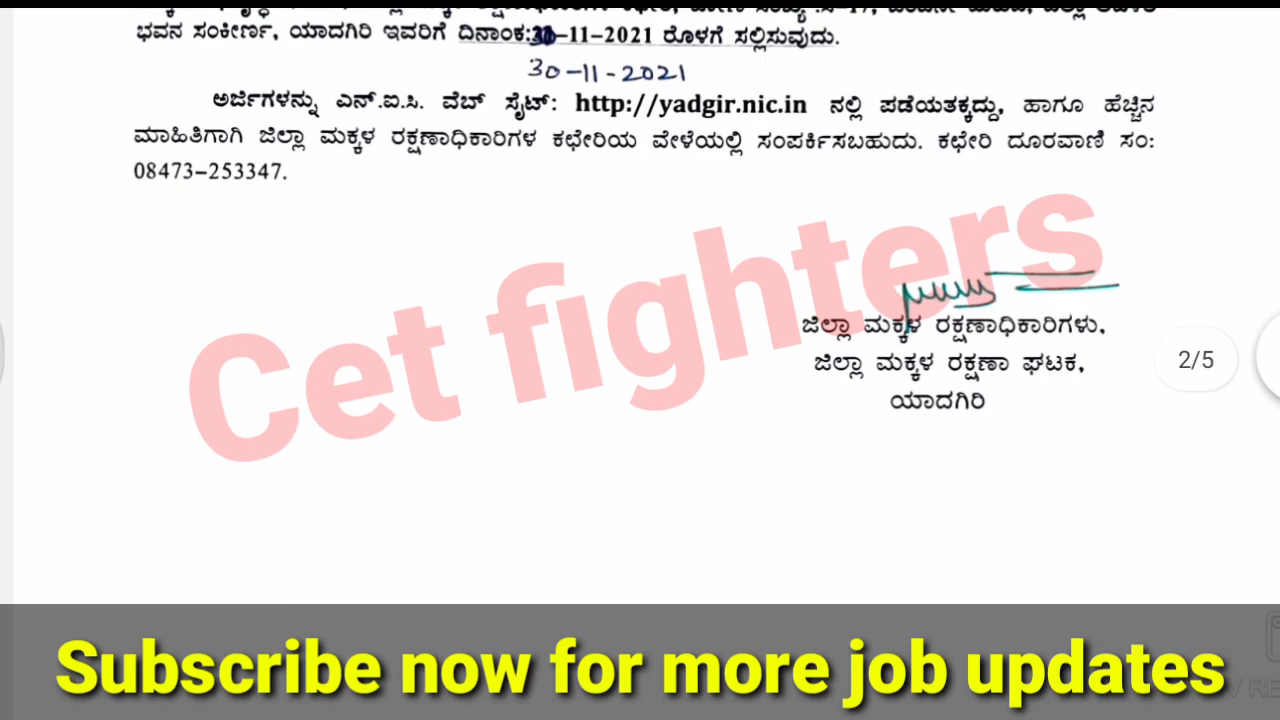 ಭವನ ಸಂಕೀರ್ಣ, ಯಾದಗಿರಿ ಇವರಿಗೆ ದಿನಾಂಕ: -11-2021 ರೊಳಗೆ ಸಲ್ಲಿಸುವುದು.
30-11-2021
ಅರ್ಜಿಗಳನ್ನು ಎನ್.ಐ.ಸಿ. ವೆಬ್ ಸೈಟ್: http://yadgir.nic.in ನಲ್ಲಿ ಪಡೆಯತಕ್ಕದ್ದು, ಹಾಗೂ ಹೆಚ್ಚಿನ
ಮಾಹಿತಿಗಾಗಿ ಜಿಲ್ಲಾ ಮಕ್ಕಳ ರಕ್ಷಣಾಧಿಕಾರಿಗಳ ಕಛೇರಿಯ ವೇಳೆಯಲ್ಲಿ ಸಂಪರ್ಕಿಸಬಹುದು. ಕಛೇರಿ ದೂರವಾಣಿ ಸಂ:
08473-253347.
Cet fighters
ಜಿಲ್ಲಾ ಮಕ್ಕಳ ರಕ್ಷಣಾಧಿಕಾರಿಗಳು,
ಜಿಲ್ಲಾ ಮಕ್ಕಳ ರಕ್ಷಣಾ ಘಟಕ,
ಯಾದಗಿರಿ
2/5
Subscribe now for more job updates